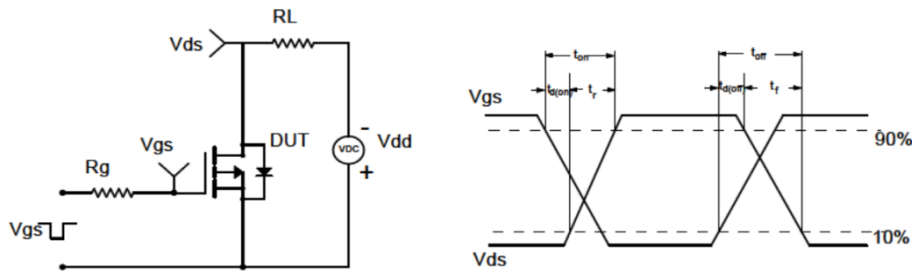 RL
Vds
Vgs
DUT
-
VDC
Vdd
+
Rg
Vgs
ton
toff
td(on)
tr
td(off)
tf
Vgs
90%
10%
Vds